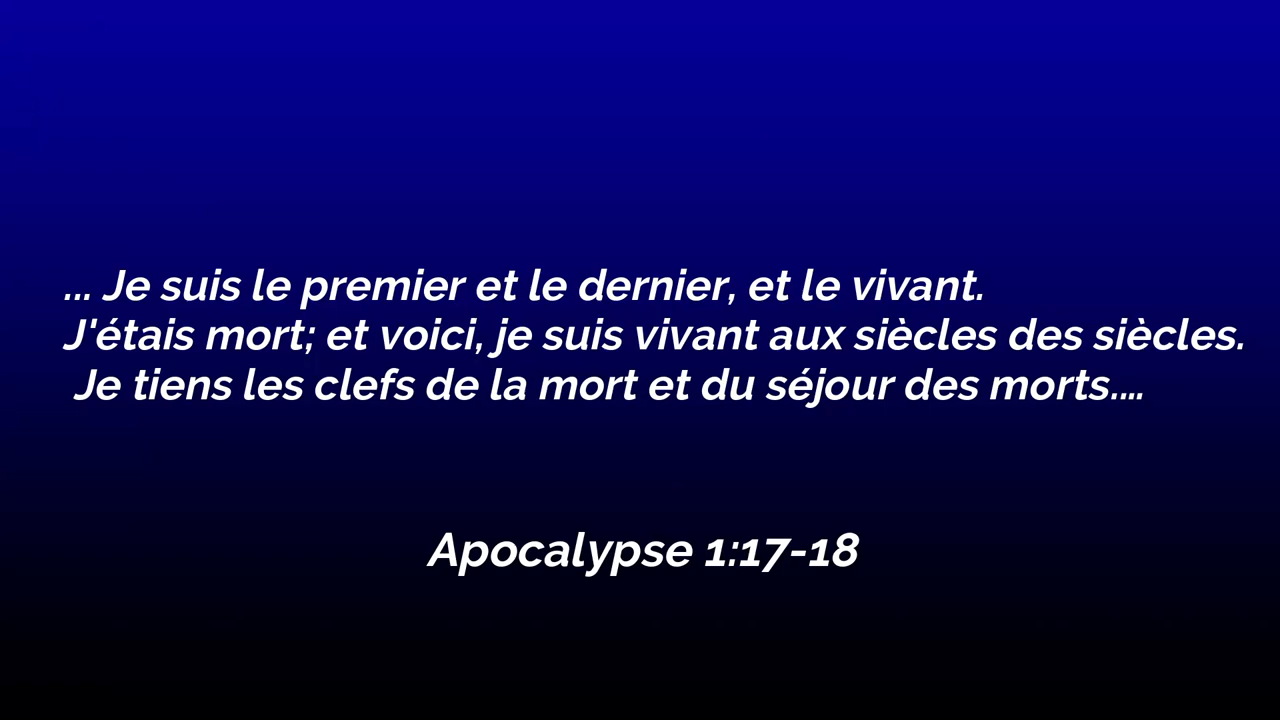 ... Je suis le premier et le dernier, et le vivant.
J'étais mort; et voici, je suis vivant aux siècles des siècles.
Je tiens les clefs de la mort et du séjour des morts....
Apocalypse 1:17-18